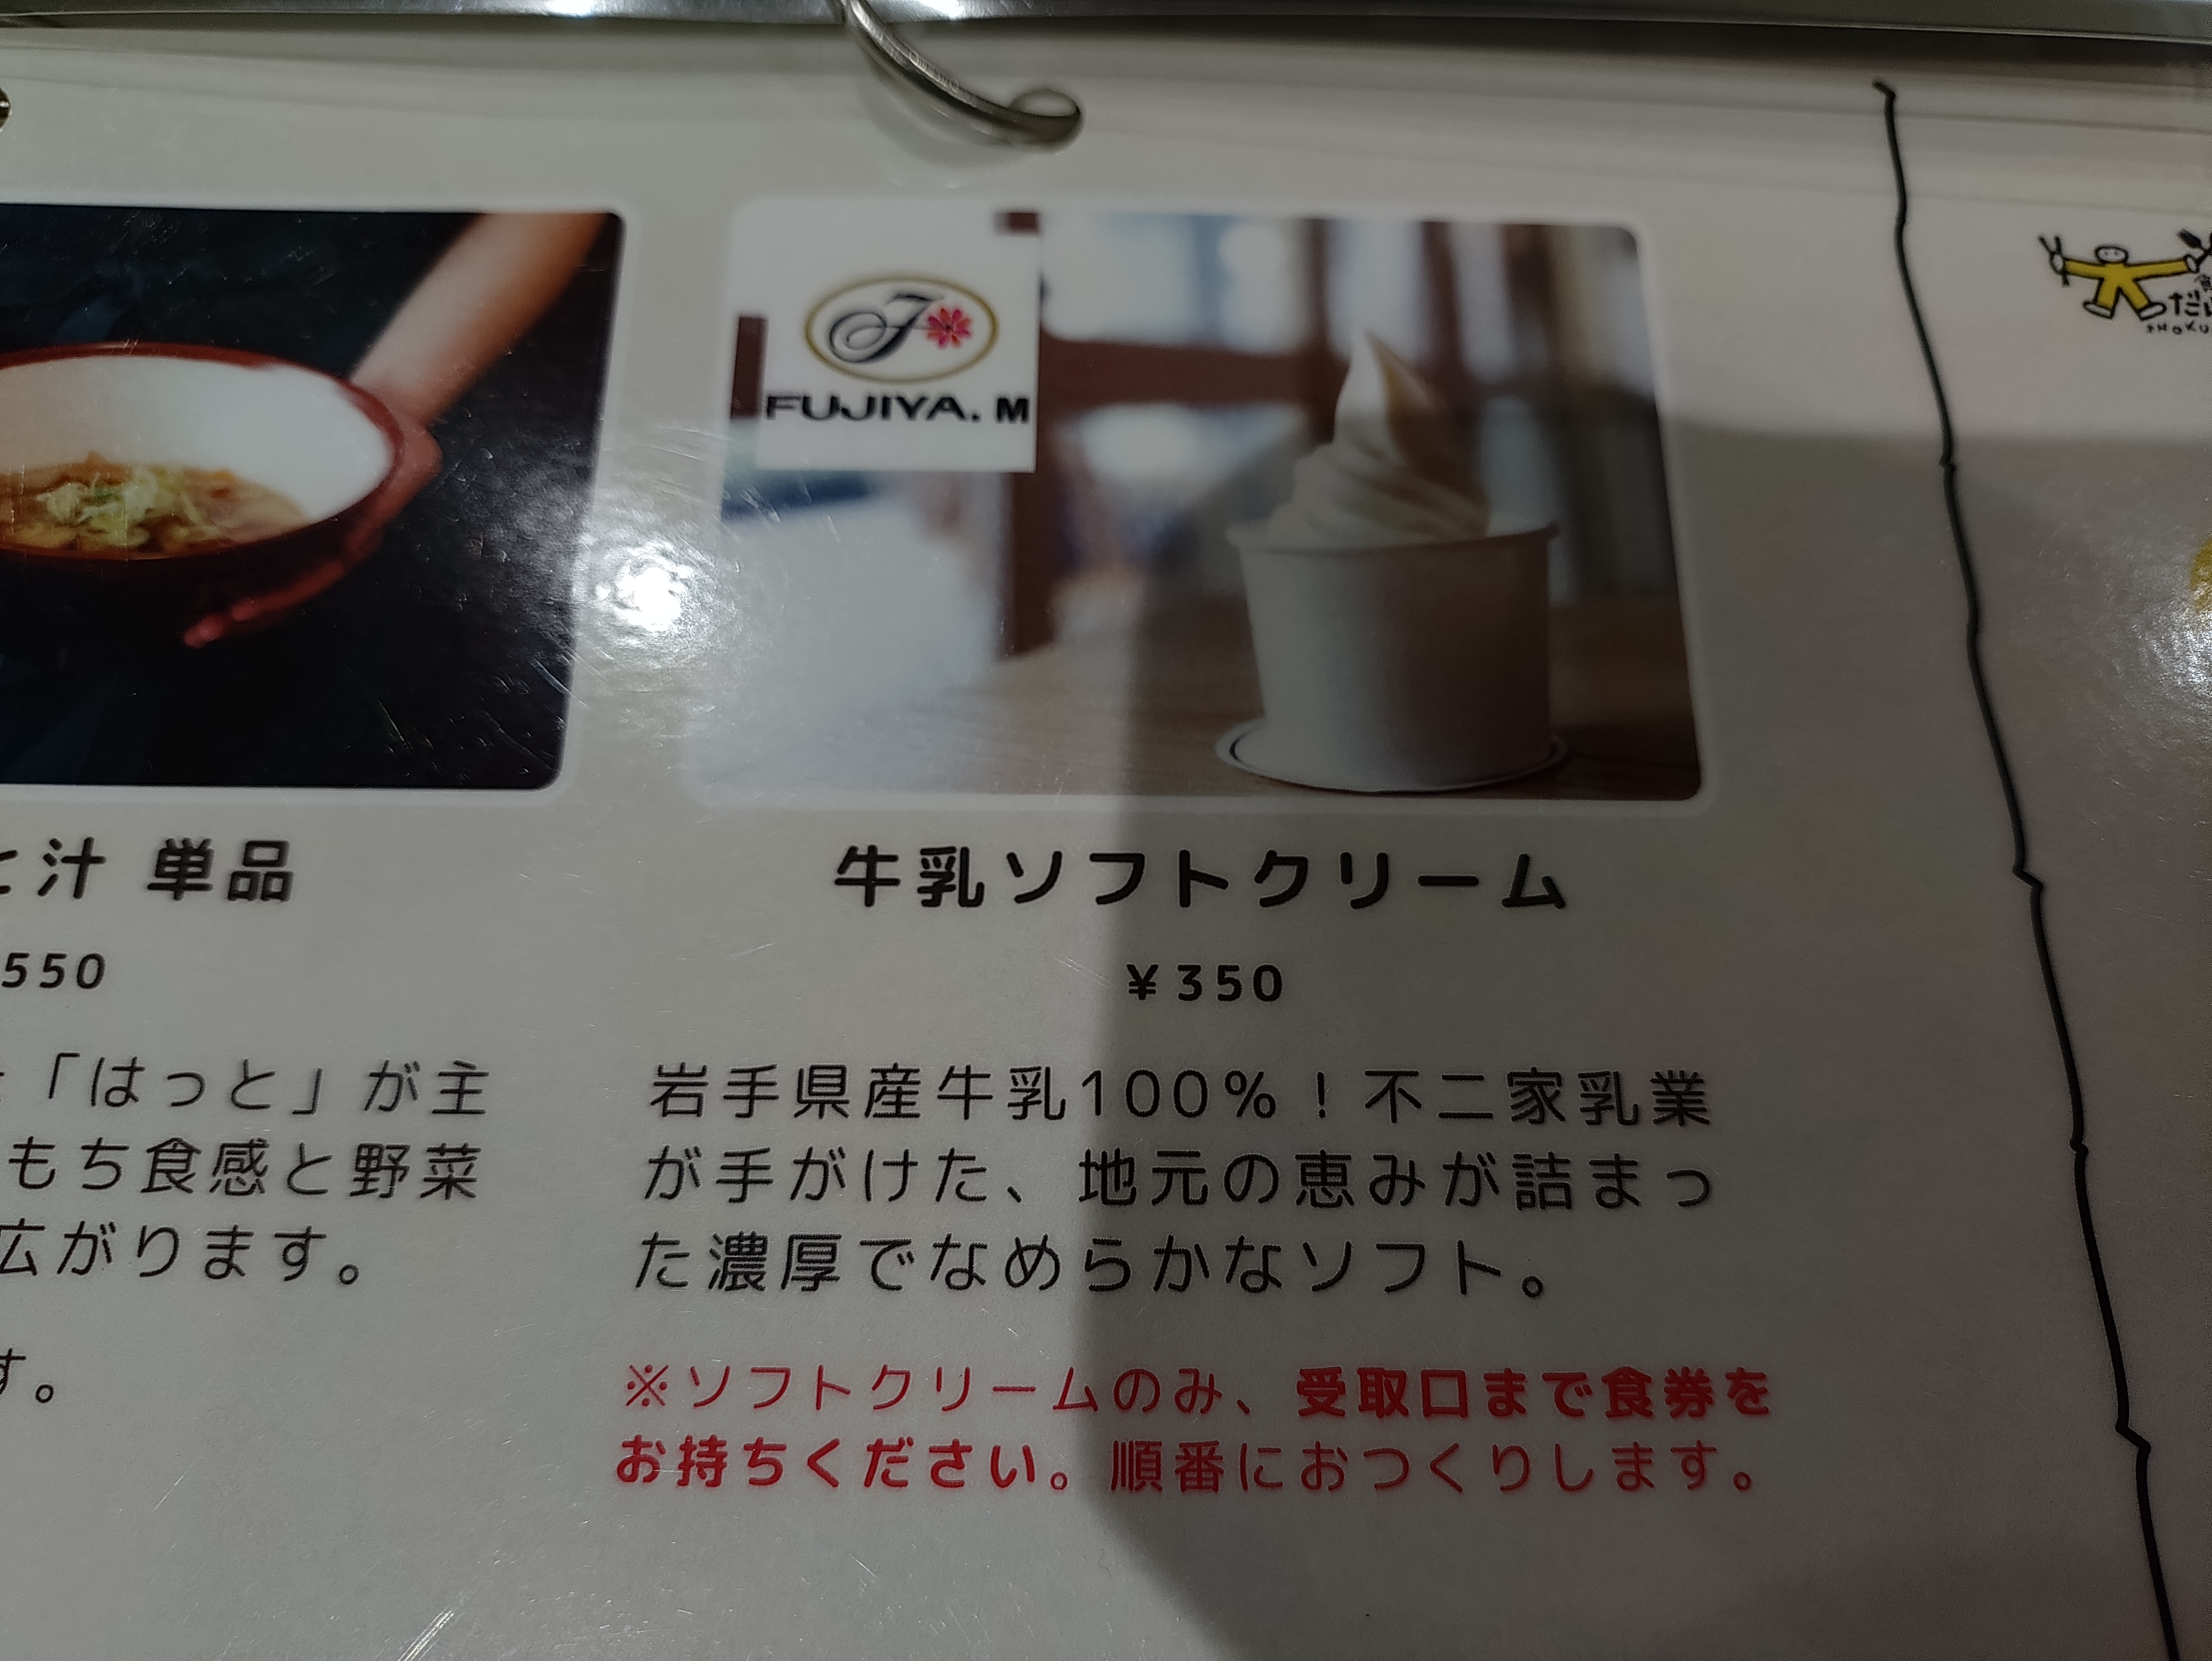 FUJIYA. M
と汁 単品
550
「はっと」が主
もち食感と野菜
広がります。
す。
牛乳ソフトクリーム
¥350
岩手県産牛乳100%！不二家乳業
が手がけた、地元の恵みが詰まっ
た濃厚でなめらかなソフト。
※ソフトクリームのみ、受取口まで食券を
お持ちください。順番におつくりします。